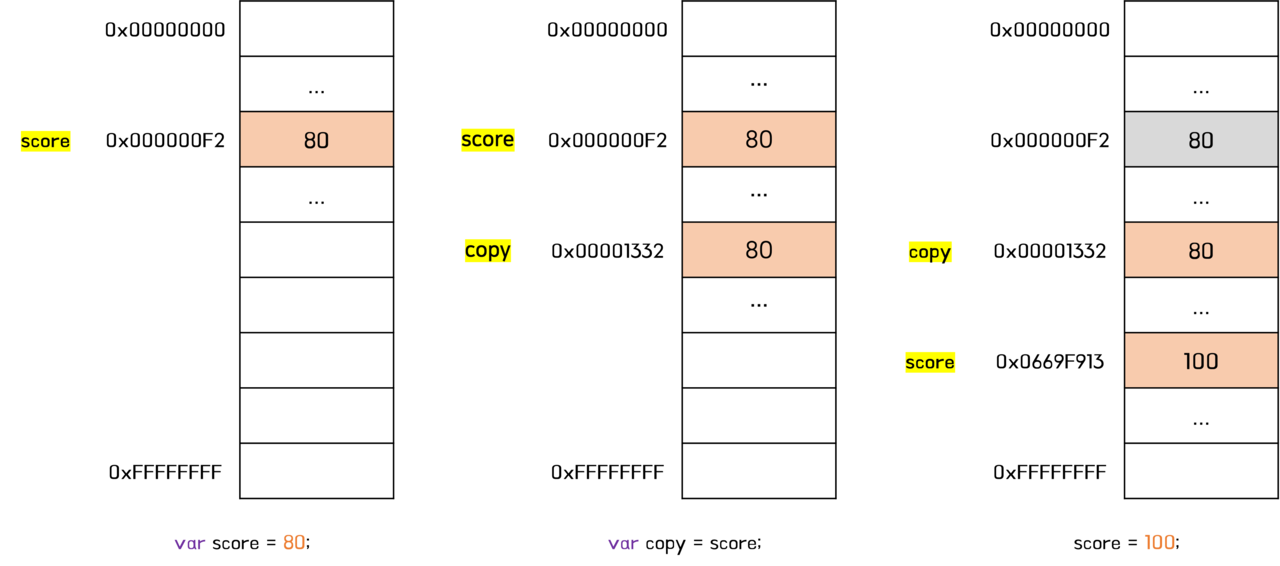 0x00000000
...
score 0x000000F2 80
...
0xFFFFFFFF
var score = 80;
0x00000000
...
score 0x000000F2 80
...
copy 0x00001332 80
...
0xFFFFFFFF
var copy = score;
0x00000000
...
0x000000F2 80
...
copy 0x00001332 80
...
score 0x0669F913 100
...
0xFFFFFFFF
score = 100;